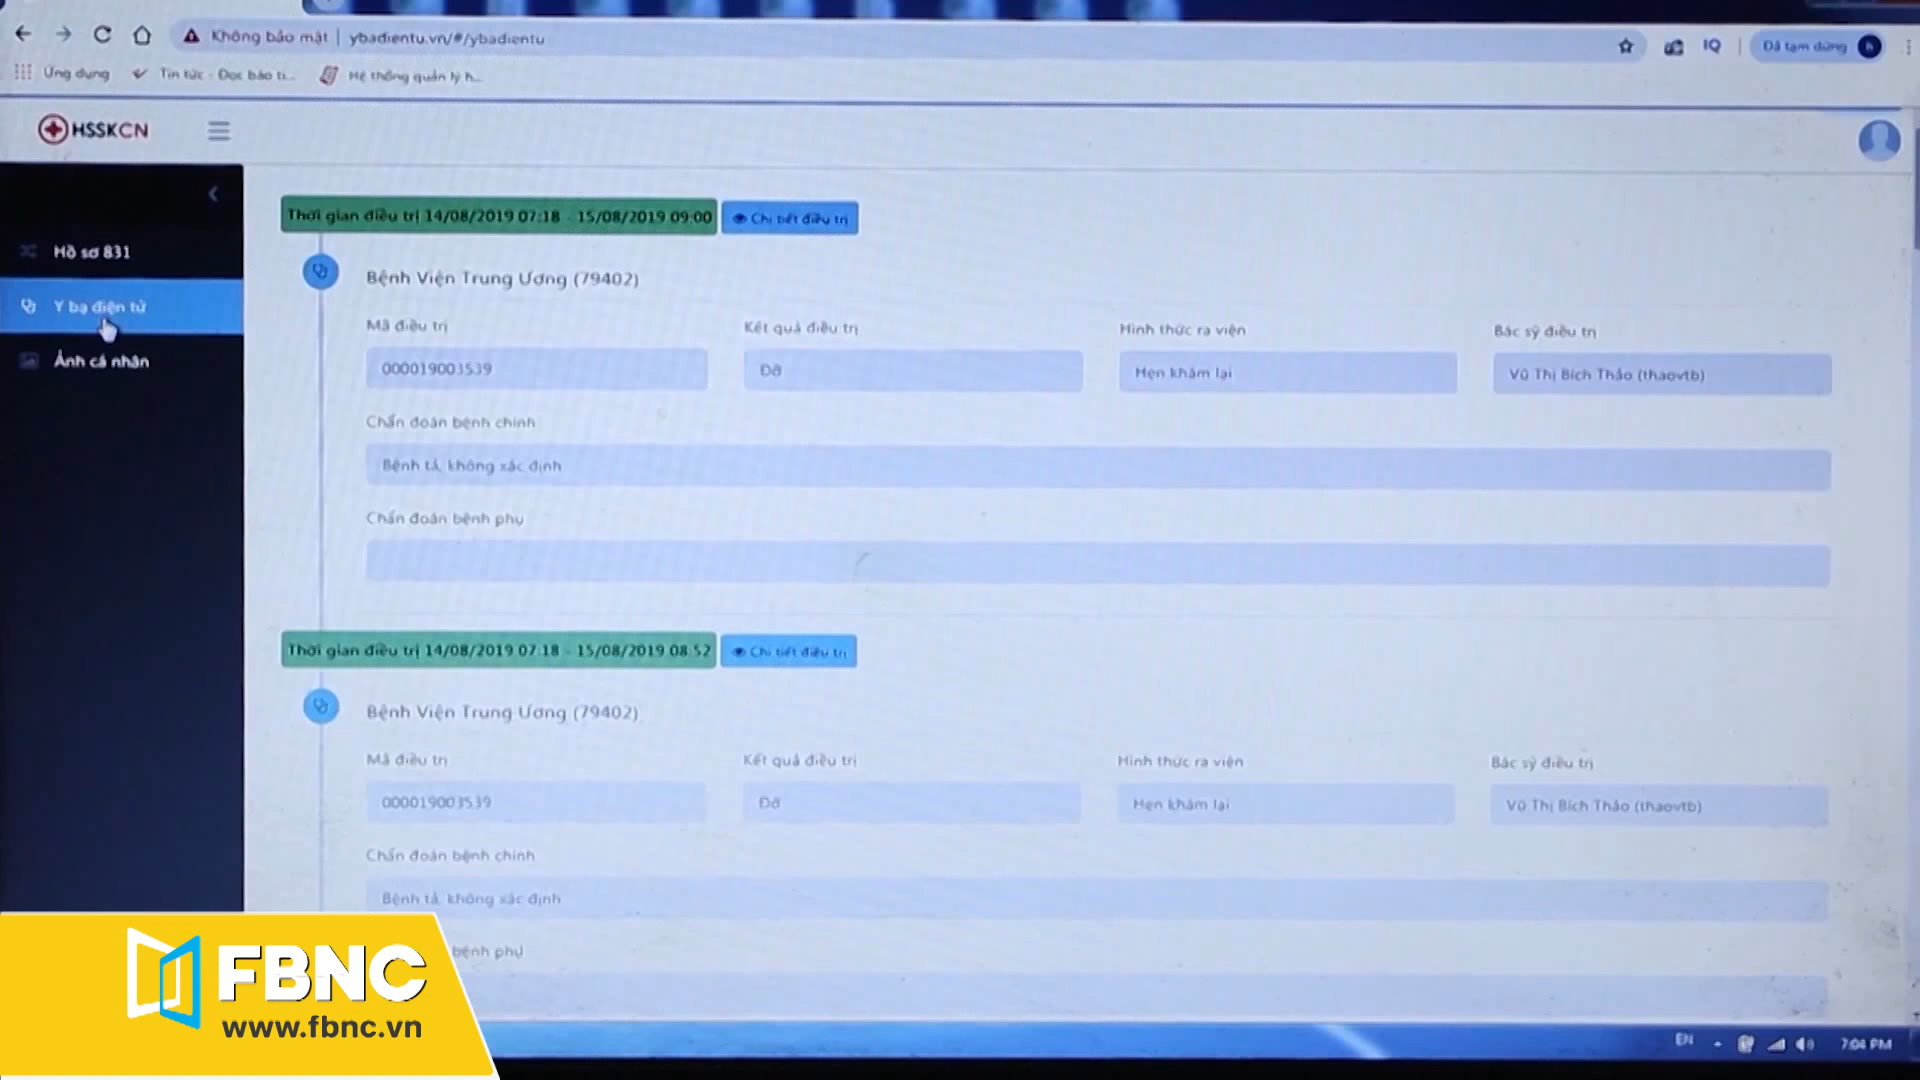 Không bảo mật | ybadientu.vn/#/ybadientu
Đã tạm dừng
Ứng dụng
Tin tức - Đọc báo ti...
Hệ thống quản lý h...
HSSKCN
Hồ sơ 831
Y bạ điện tử
Ảnh cá nhân
Thời gian điều trị 14/08/2019 07:18 - 15/08/2019 09:00
Chi tiết điều trị
Bệnh Viện Trung Ương (79402)
Mã điều trị
Kết quả điều trị
Hình thức ra viện
Bác sỹ điều trị
000019003539
Đỡ
Hẹn khám lại
Vũ Thị Bích Thảo (thaovtb)
Chẩn đoán bệnh chính
Bệnh tả, không xác định
Chẩn đoán bệnh phụ
Thời gian điều trị 14/08/2019 07:18 - 15/08/2019 08:52
Chi tiết điều trị
Bệnh Viện Trung Ương (79402)
Mã điều trị
Kết quả điều trị
Hình thức ra viện
Bác sỹ điều trị
000019003539
Đỡ
Hẹn khám lại
Vũ Thị Bích Thảo (thaovtb)
Chẩn đoán bệnh chính
Bệnh tả, không xác định
bệnh phụ
FBNC
www.fbnc.vn
EN
7:04 PM